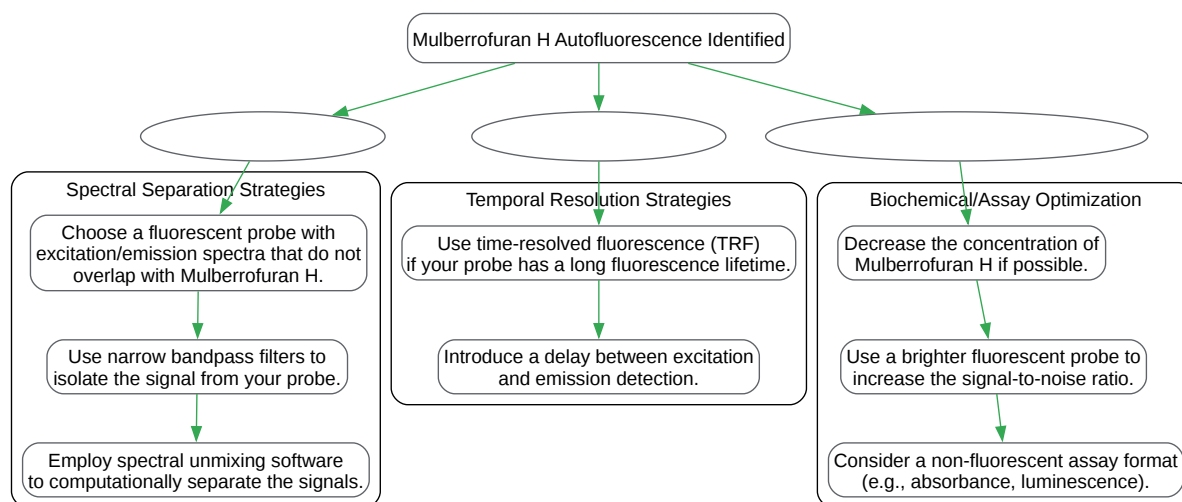 Mulberrofuran H Autofluorescence Identified
Spectral Separation Strategies
Choose a fluorescent probe with
excitation/emission spectra that do not
overlap with Mulberrofuran H.
Use narrow bandpass filters to
isolate the signal from your probe.
Employ spectral unmixing software
to computationally separate the signals.
Temporal Resolution Strategies
Use time-resolved fluorescence (TRF)
if your probe has a long fluorescence lifetime.
Introduce a delay between excitation
and emission detection.
Biochemical/Assay Optimization
Decrease the concentration of
Mulberrofuran H if possible.
Use a brighter fluorescent probe to
increase the signal-to-noise ratio.
Consider a non-fluorescent assay format
(e.g., absorbance, luminescence).